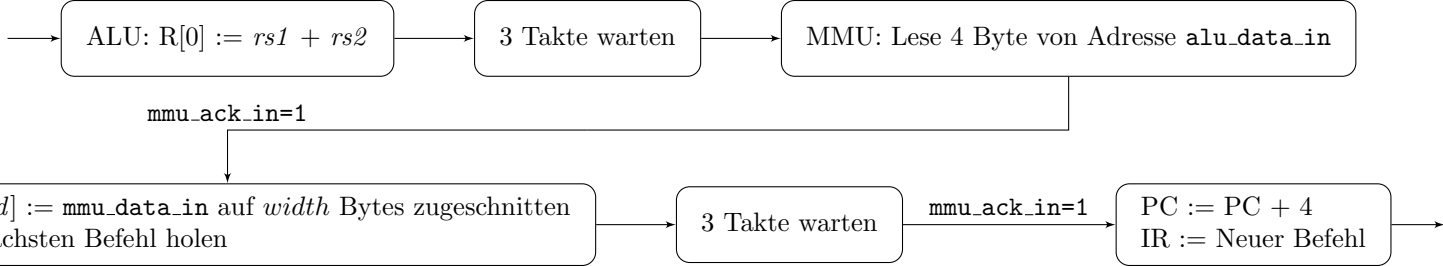 ALU: R[0] := rs1 + rs2
3 Takte warten
MMU: Lese 4 Byte von Adresse alu_data_in
mmu_ack_in=1
] := mmu_data_in auf width Bytes zugeschnitten
Befehl holen
3 Takte warten
mmu_ack_in=1
PC := PC + 4
IR := Neuer Befehl